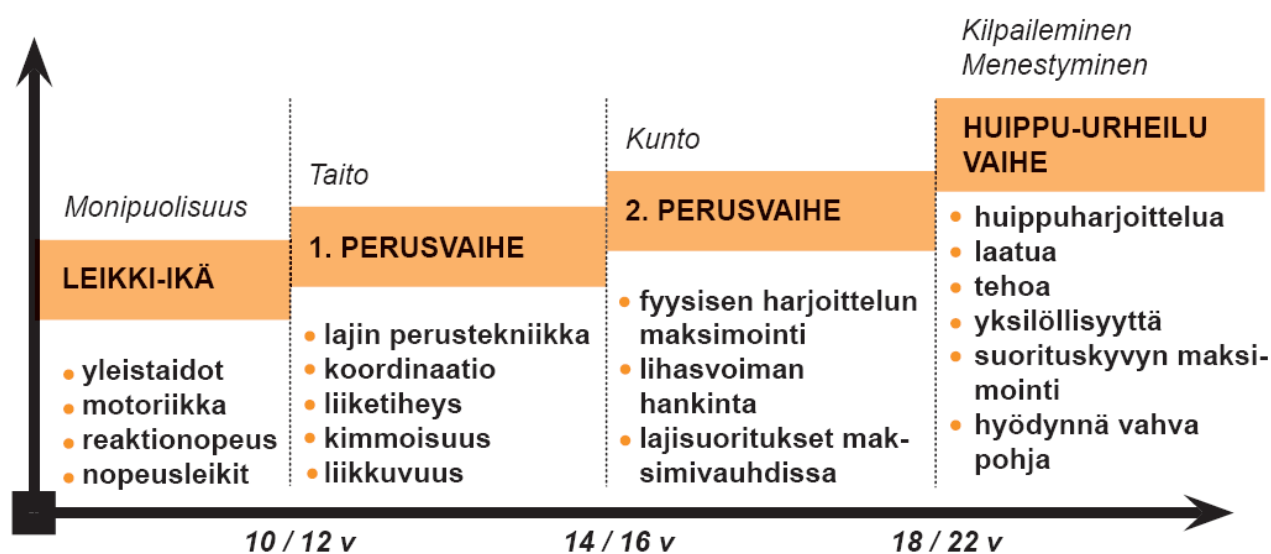 Monipuolisuus
LEIKKI-IKÄ
yleistaidot
motoriikka
reaktionopeus
nopeusleikit
Taito
1. PERUSVAIHE
lajin perustekniikka
koordinaatio
liiketiheys
kimmoisuus
liikkuvuus
Kunto
2. PERUSVAIHE
fyysisen harjoittelun
maksimointi
lihasvoiman
hankinta
lajisuoritukset mak-
simivauhdissa
Kilpaileminen
Menestyminen
HUIPPU-URHEILU
VAIHE
huippuharjoittelua
laatua
tehoa
yksilöllisyyttä
suorituskyvyn maksi-
mointi
hyödynnä vahva
pohja
10 / 12 v
14 / 16 v
18 / 22 v